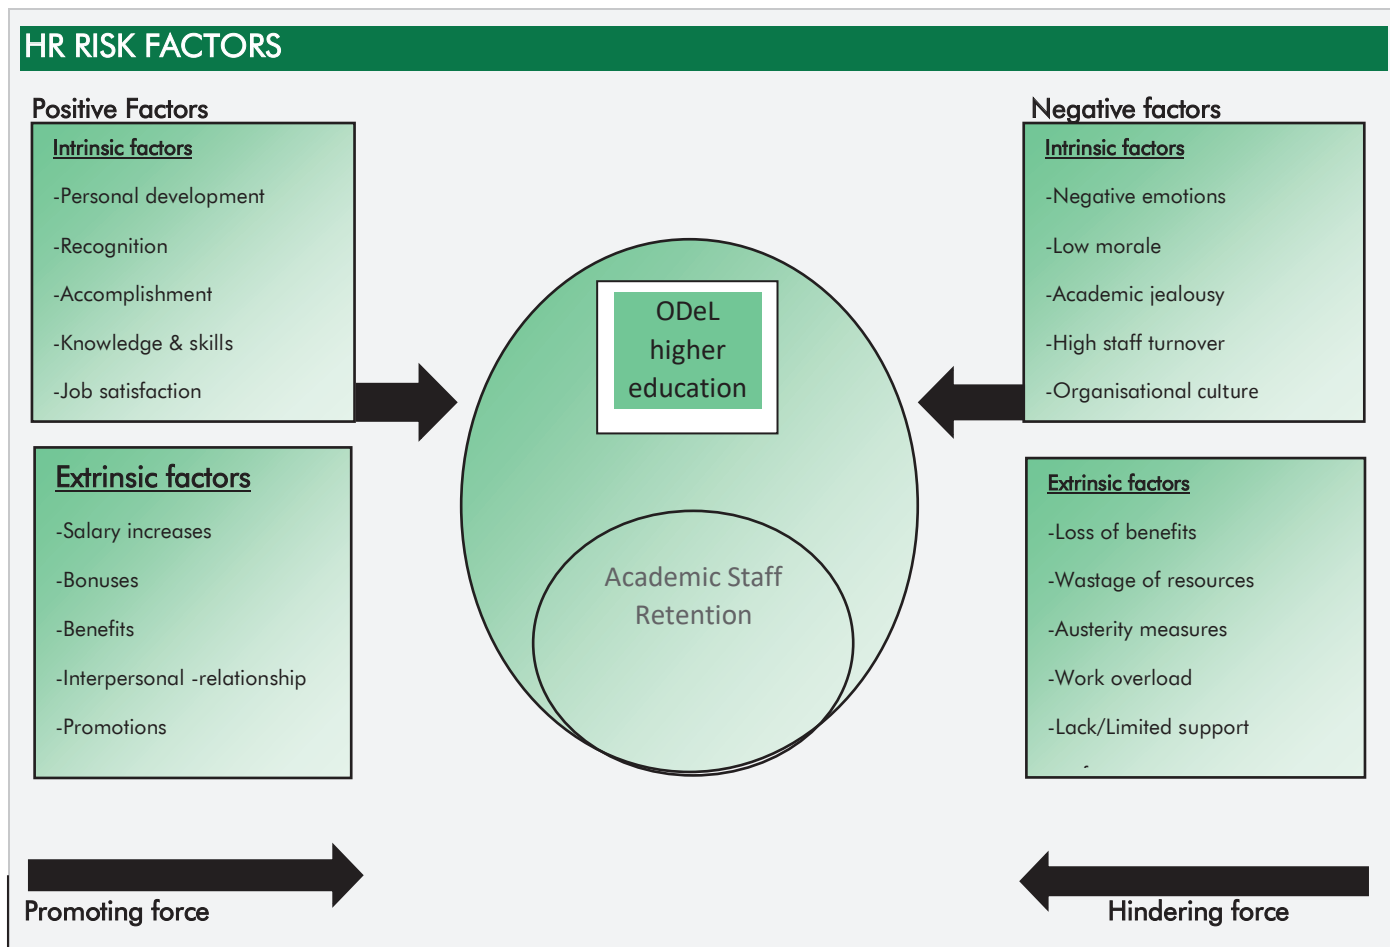 HR RISK FACTORS
Positive Factors
Intrinsic factors
-Personal development
-Recognition
-Accomplishment
-Knowledge & skills
-Job satisfaction
Extrinsic factors
-Salary increases
-Bonuses
-Benefits
-Interpersonal -relationship
-Promotions
ODeL
higher
education
Academic Staff
Retention
Negative factors
Intrinsic factors
-Negative emotions
-Low morale
-Academic jealousy
-High staff turnover
-Organisational culture
Extrinsic factors
-Loss of benefits
-Wastage of resources
-Austerity measures
-Work overload
-Lack/Limited support
Promoting force
Hindering force